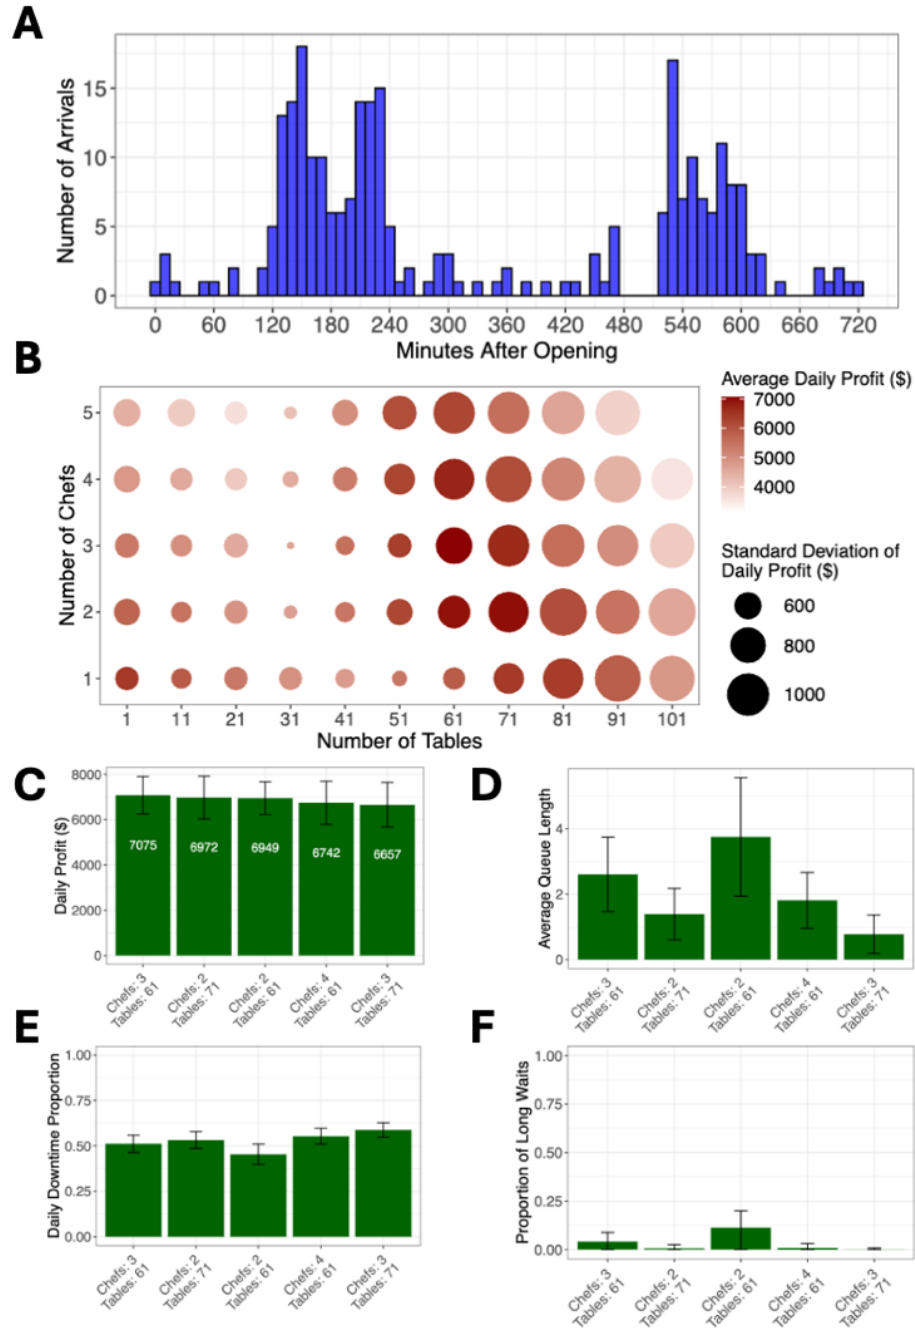 A
Number of Arrivals
15
10
5
0
0 60 120 180 240 300 360 420 480 540 600 660 720
Minutes After Opening
B
Number of Chefs
5
4
3
2
1
1 11 21 31 41 51 61 71 81 91 101
Number of Tables
Average Daily Profit ($)
7000
6000
5000
4000
Standard Deviation of
Daily Profit ($)
600
800
1000
C
Daily Profit ($)
8000
6000
4000
2000
0
7075 6972 6949 6742 6657
Chefs: 3
Tables: 61
Chefs: 2
Tables: 71
Chefs: 2
Tables: 61
Chefs: 4
Tables: 61
Chefs: 3
Tables: 71
D
Average Queue Length
4
2
0
Chefs: 3
Tables: 61
Chefs: 2
Tables: 71
Chefs: 2
Tables: 61
Chefs: 4
Tables: 61
Chefs: 3
Tables: 71
E
Daily Downtime Proportion
1.00
0.75
0.50
0.25
0.00
Chefs: 3
Tables: 61
Chefs: 2
Tables: 71
Chefs: 2
Tables: 61
Chefs: 4
Tables: 61
Chefs: 3
Tables: 71
F
Proportion of Long Waits
1.00
0.75
0.50
0.25
0.00
Chefs: 3
Tables: 61
Chefs: 2
Tables: 71
Chefs: 2
Tables: 61
Chefs: 4
Tables: 61
Chefs: 3
Tables: 71